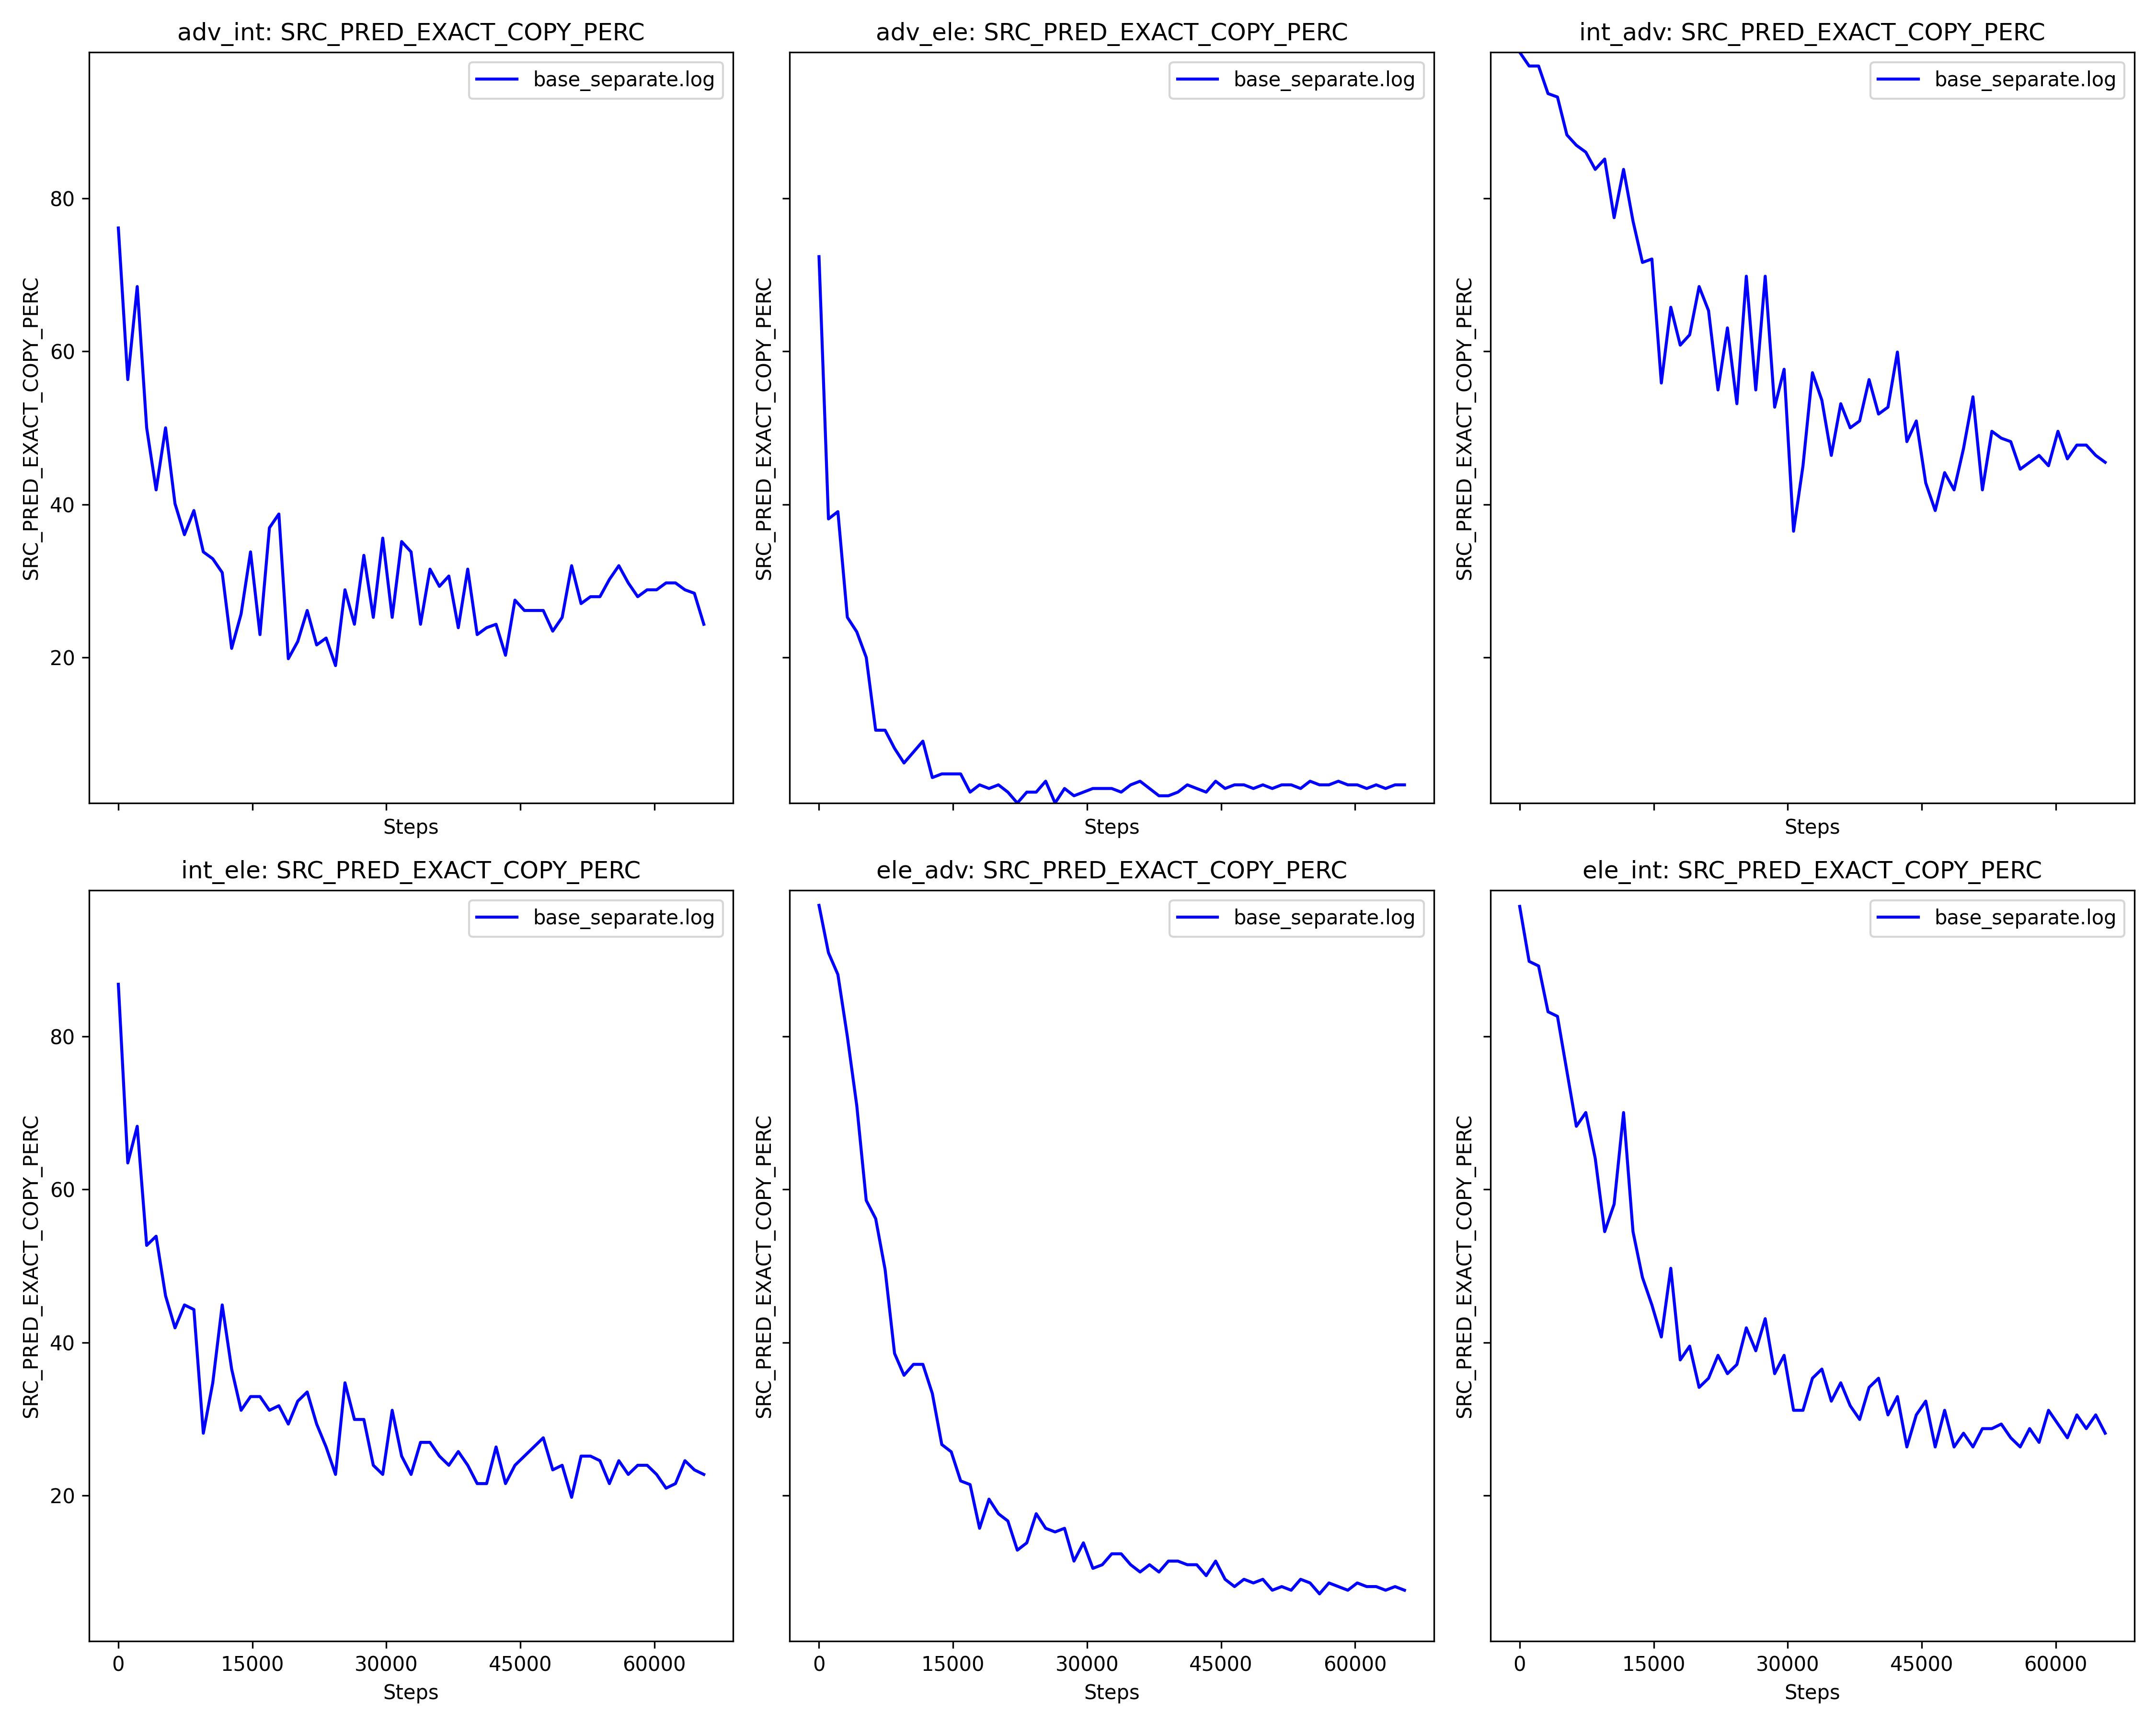 adv_int: SRC_PRED_EXACT_COPY_PERC
adv_ele: SRC_PRED_EXACT_COPY_PERC
int_adv: SRC_PRED_EXACT_COPY_PERC
base_separate.log
base_separate.log
base_separate.log
SRC_PRED_EXACT_COPY_PERC
80
60
40
20
SRC_PRED_EXACT_COPY_PERC
SRC_PRED_EXACT_COPY_PERC
Steps
Steps
Steps
int_ele: SRC_PRED_EXACT_COPY_PERC
ele_adv: SRC_PRED_EXACT_COPY_PERC
ele_int: SRC_PRED_EXACT_COPY_PERC
base_separate.log
base_separate.log
base_separate.log
SRC_PRED_EXACT_COPY_PERC
80
60
40
20
SRC_PRED_EXACT_COPY_PERC
SRC_PRED_EXACT_COPY_PERC
0 15000 30000 45000 60000
0 15000 30000 45000 60000
0 15000 30000 45000 60000
Steps
Steps
Steps